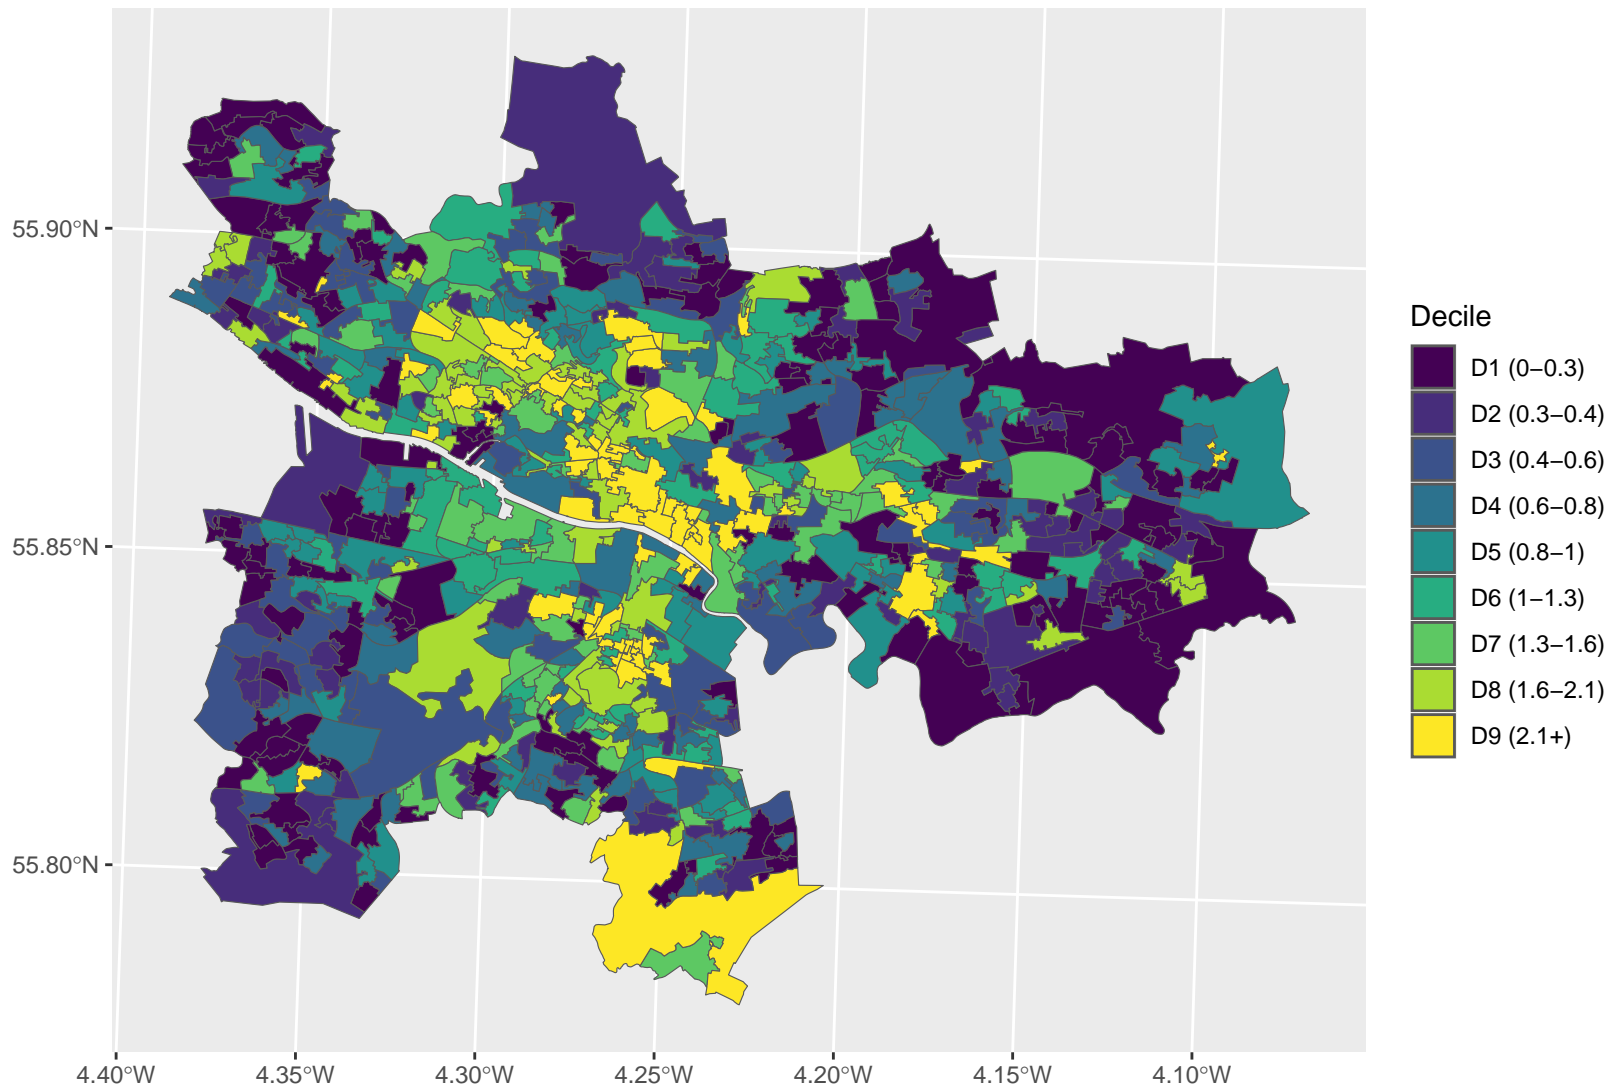 55.90°N
55.85°N
55.80°N
4.40°W
4.35°W
4.30°W
4.25°W
4.20°W
4.15°W
4.10°W
Decile
D1 (0−0.3)
D2 (0.3−0.4)
D3 (0.4−0.6)
D4 (0.6−0.8)
D5 (0.8−1)
D6 (1−1.3)
D7 (1.3−1.6)
D8 (1.6−2.1)
D9 (2.1+)